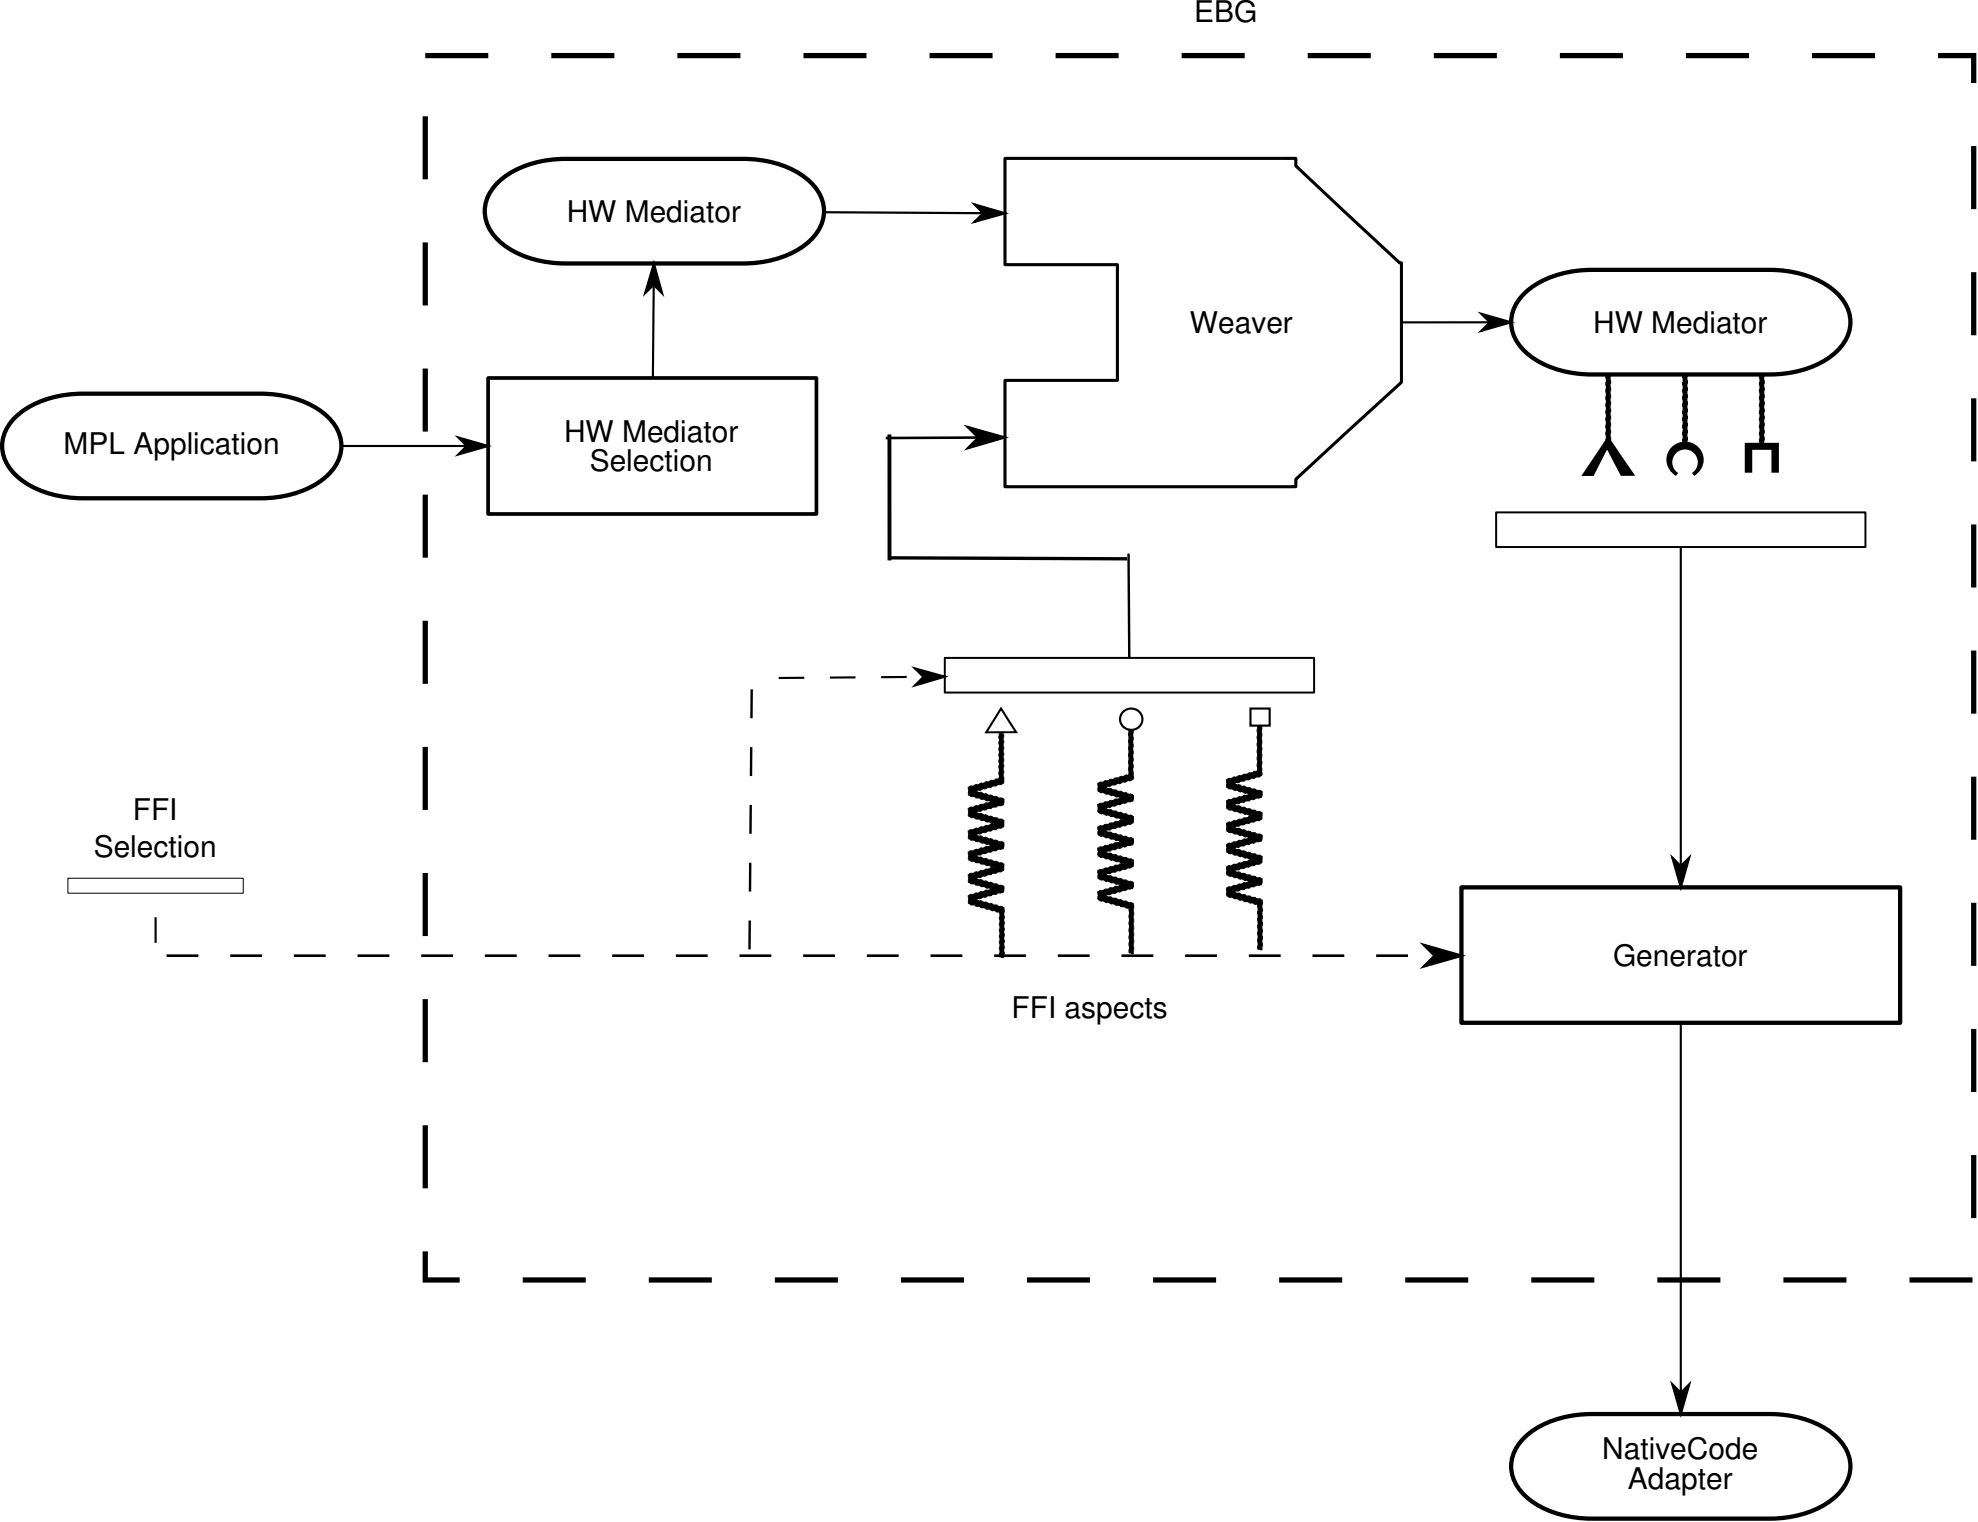 EBG
HW Mediator
Weaver
HW Mediator
MPL Application
HW Mediator
Selection
FFI
Selection
FFI aspects
Generator
NativeCode
Adapter